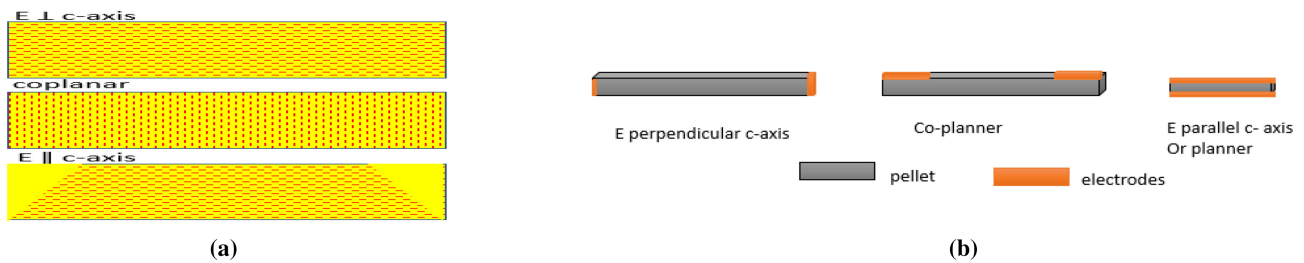 E ⊥ c-axis
coplanar
E ∥ c-axis
(a)
E perpendicular c-axis
Co-planner
E parallel c- axis
Or planner
pellet
electrodes
(b)